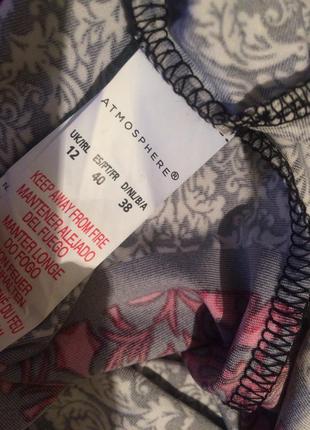 ATMOSPHERE®
UK/IRL ES/PT/FR D/NL/B/A
12 40 38
KEEP AWAY FROM FIRE
MANTENER ALEJADO
DEL FUEGO
MANTER LONGE
DO FOGO